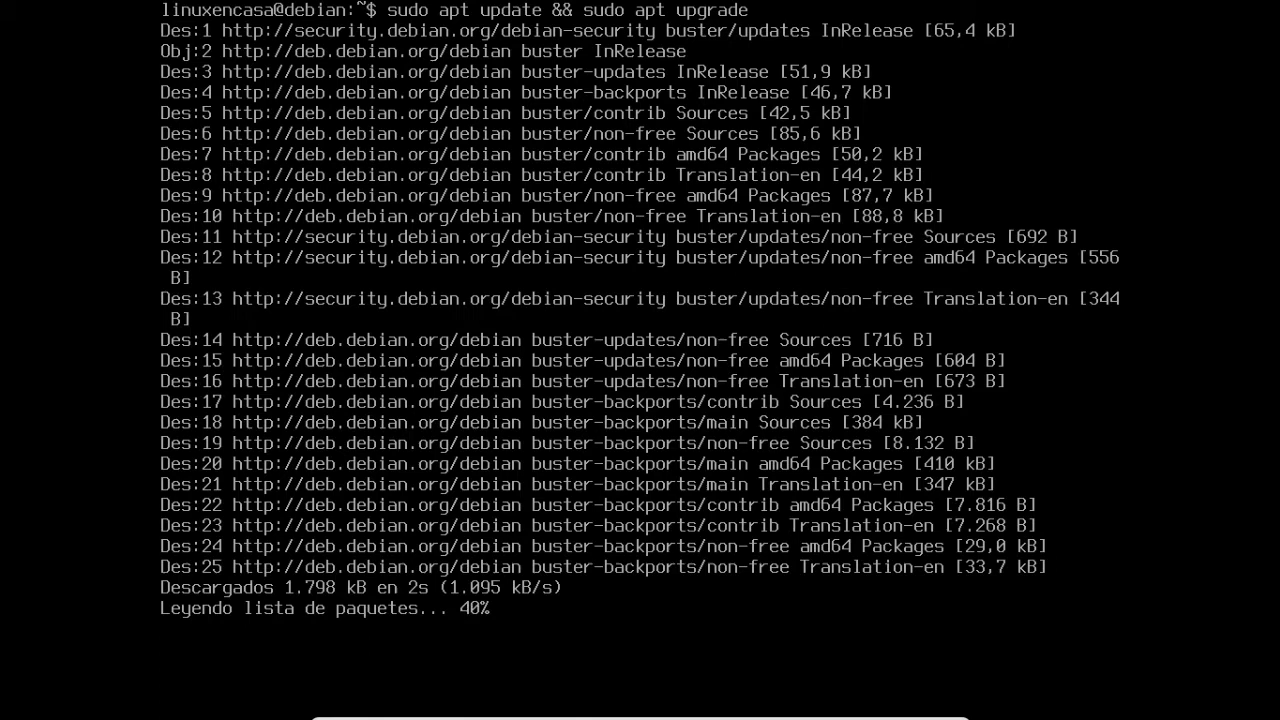 linuxencasa@debian:~$ sudo apt update && sudo apt upgrade
Des:1 http://security.debian.org/debian-security buster/updates InRelease [65,4 kB]
Obj:2 http://deb.debian.org/debian buster InRelease
Des:3 http://deb.debian.org/debian buster-updates InRelease [51,9 kB]
Des:4 http://deb.debian.org/debian buster-backports InRelease [46,7 kB]
Des:5 http://deb.debian.org/debian buster/contrib Sources [42,5 kB]
Des:6 http://deb.debian.org/debian buster/non-free Sources [85,6 kB]
Des:7 http://deb.debian.org/debian buster/contrib amd64 Packages [50,2 kB]
Des:8 http://deb.debian.org/debian buster/contrib Translation-en [44,2 kB]
Des:9 http://deb.debian.org/debian buster/non-free amd64 Packages [87,7 kB]
Des:10 http://deb.debian.org/debian buster/non-free Translation-en [88,8 kB]
Des:11 http://security.debian.org/debian-security buster/updates/non-free Sources [692 B]
Des:12 http://security.debian.org/debian-security buster/updates/non-free amd64 Packages [556
B]
Des:13 http://security.debian.org/debian-security buster/updates/non-free Translation-en [344
B]
Des:14 http://deb.debian.org/debian buster-updates/non-free Sources [716 B]
Des:15 http://deb.debian.org/debian buster-updates/non-free amd64 Packages [604 B]
Des:16 http://deb.debian.org/debian buster-updates/non-free Translation-en [673 B]
Des:17 http://deb.debian.org/debian buster-backports/contrib Sources [4.236 B]
Des:18 http://deb.debian.org/debian buster-backports/main Sources [384 kB]
Des:19 http://deb.debian.org/debian buster-backports/non-free Sources [8.132 B]
Des:20 http://deb.debian.org/debian buster-backports/main amd64 Packages [410 kB]
Des:21 http://deb.debian.org/debian buster-backports/main Translation-en [347 kB]
Des:22 http://deb.debian.org/debian buster-backports/contrib amd64 Packages [7.816 B]
Des:23 http://deb.debian.org/debian buster-backports/contrib Translation-en [7.268 B]
Des:24 http://deb.debian.org/debian buster-backports/non-free amd64 Packages [29,0 kB]
Des:25 http://deb.debian.org/debian buster-backports/non-free Translation-en [33,7 kB]
Descargados 1.798 kB en 2s (1.095 kB/s)
Leyendo lista de paquetes... 40%